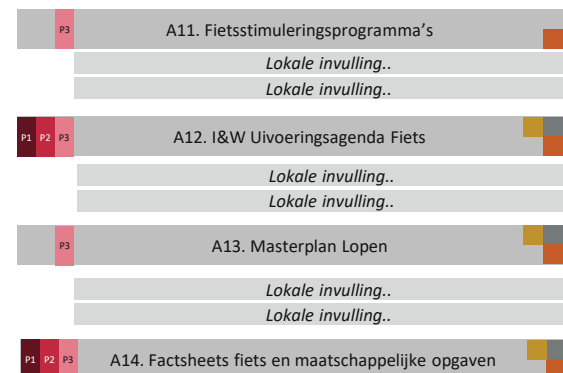 P3 A11. Fietsstimuleringsprogramma’s
Lokale invulling..
Lokale invulling..
P1 P2 P3 A12. I&W Uivoeringsagenda Fiets
Lokale invulling..
Lokale invulling..
P3 A13. Masterplan Lopen
Lokale invulling..
Lokale invulling..
P1 P2 P3 A14. Factsheets fiets en maatschappelijke opgaven